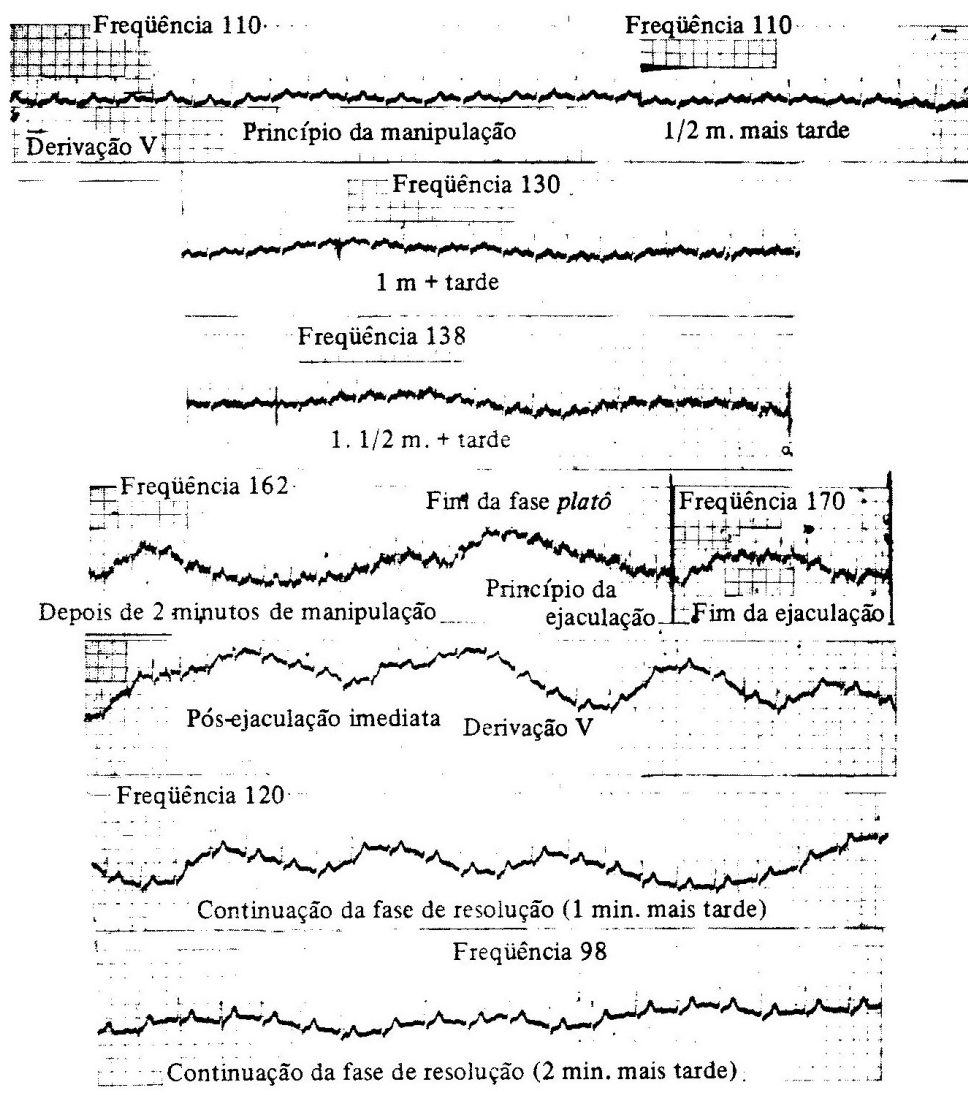 Freqüência 110
Freqüência 110
Derivação V
Princípio da manipulação
1/2 m. mais tarde
Freqüência 130
1 m + tarde
Freqüência 138
1. 1/2 m. + tarde
Freqüência 162
Fim da fase platô
Freqüência 170
Depois de 2 minutos de manipulação
Princípio da
ejaculação
Fim da ejaculação
Pós-ejaculação imediata
Derivação V
Freqüência 120
Continuação da fase de resolução (1 min. mais tarde)
Freqüência 98
Continuação da fase de resolução (2 min. mais tarde)